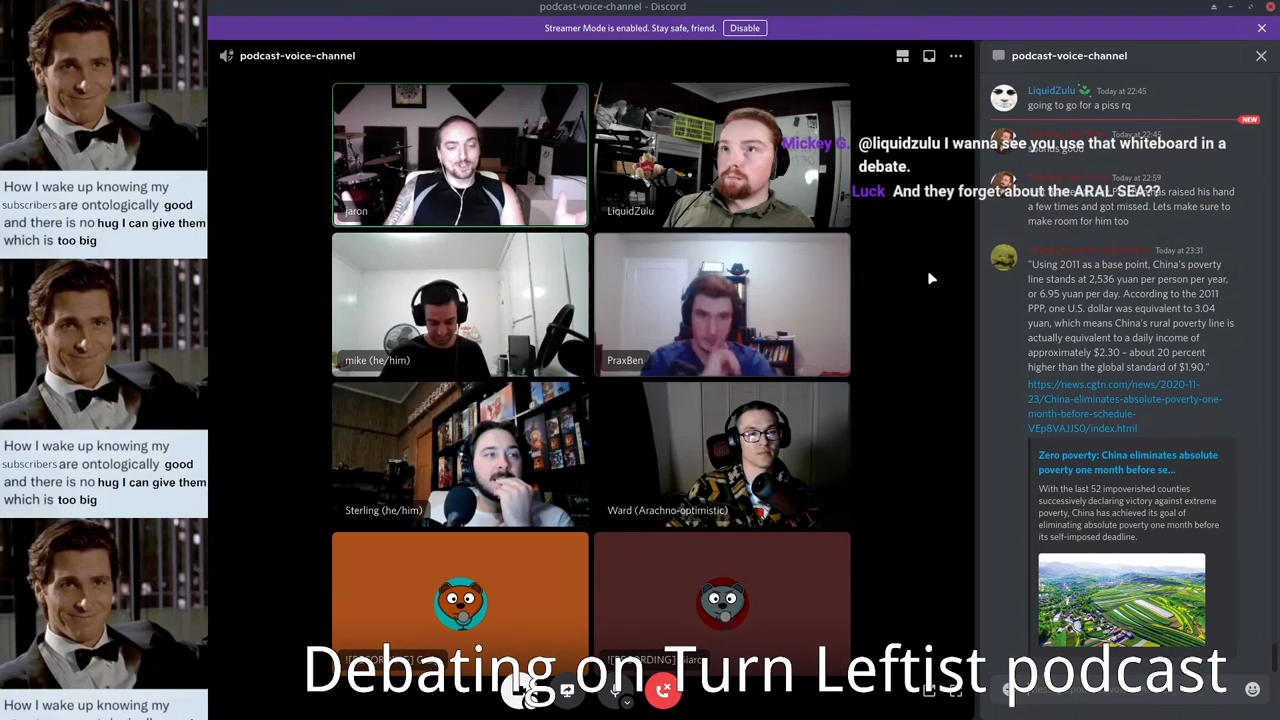 podcast-voice-channel - Discord
Streamer Mode is enabled. Stay safe, friend.
Disable
How I wake up knowing my
subscribers are ontologically good
and there is no hug I can give them
which is too big
How I wake up knowing my
subscribers are ontologically good
and there is no hug I can give them
which is too big
How I wake up knowing my
podcast-voice-channel
jaron
LiquidZulu
mike (he/him)
PraxBen
Sterling (he/him)
Ward (Arachno-optimistic)
![RECORDING]
![RECORDING]
podcast-voice-channel
LiquidZulu Today at 22:45
going to go for a piss rq
NEW
Today at 22:45
sounds good
Mickey G. @liquidzulu I wanna see you use that whiteboard in a
debate.
Luck And they forget about the ARAL SEA???
Today at 22:59
has raised his hand
a few times and got missed. Lets make sure to
make room for him too
Today at 23:31
"Using 2011 as a base point, China's poverty
line stands at 2,536 yuan per person per year,
or 6.95 yuan per day. According to the 2011
PPP, one U.S. dollar was equivalent to 3.04
yuan, which means China's rural poverty line is
actually equivalent to a daily income of
approximately $2.30 – about 20 percent
higher than the global standard of $1.90."
https://news.cgtn.com/news/2020-11-
23/China-eliminates-absolute-poverty-one-
month-before-schedule-
VEp8VAJJS0/index.html
Zero poverty: China eliminates absolute
poverty one month before se...
With the last 52 impoverished counties
successively declaring victory against extreme
poverty, China has achieved its goal of
eliminating absolute poverty one month before
its self-imposed deadline.
Debating on Turn Leftist podcast